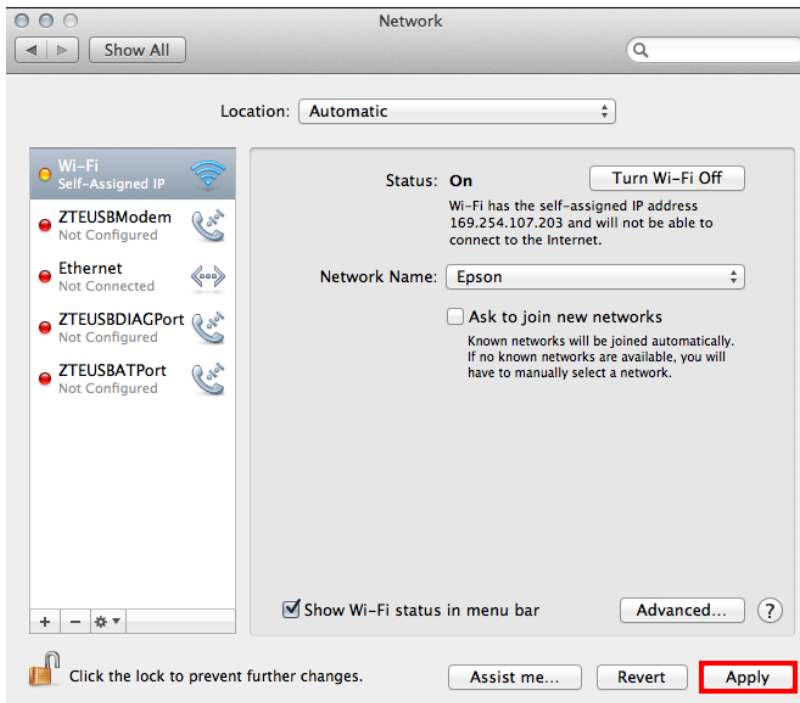 Network
Show All
Location: Automatic
Wi-Fi
Self-Assigned IP
ZTEUSBModem
Not Configured
Ethernet
Not Connected
ZTEUSBDIAGPort
Not Configured
ZTEUSBATPort
Not Configured
Status: On
Turn Wi-Fi Off
Wi-Fi has the self-assigned IP address
169.254.107.203 and will not be able to
connect to the Internet.
Network Name: Epson
Ask to join new networks
Known networks will be joined automatically.
If no known networks are available, you will
have to manually select a network.
Show Wi-Fi status in menu bar
Advanced...
?
Click the lock to prevent further changes.
Assist me...
Revert
Apply